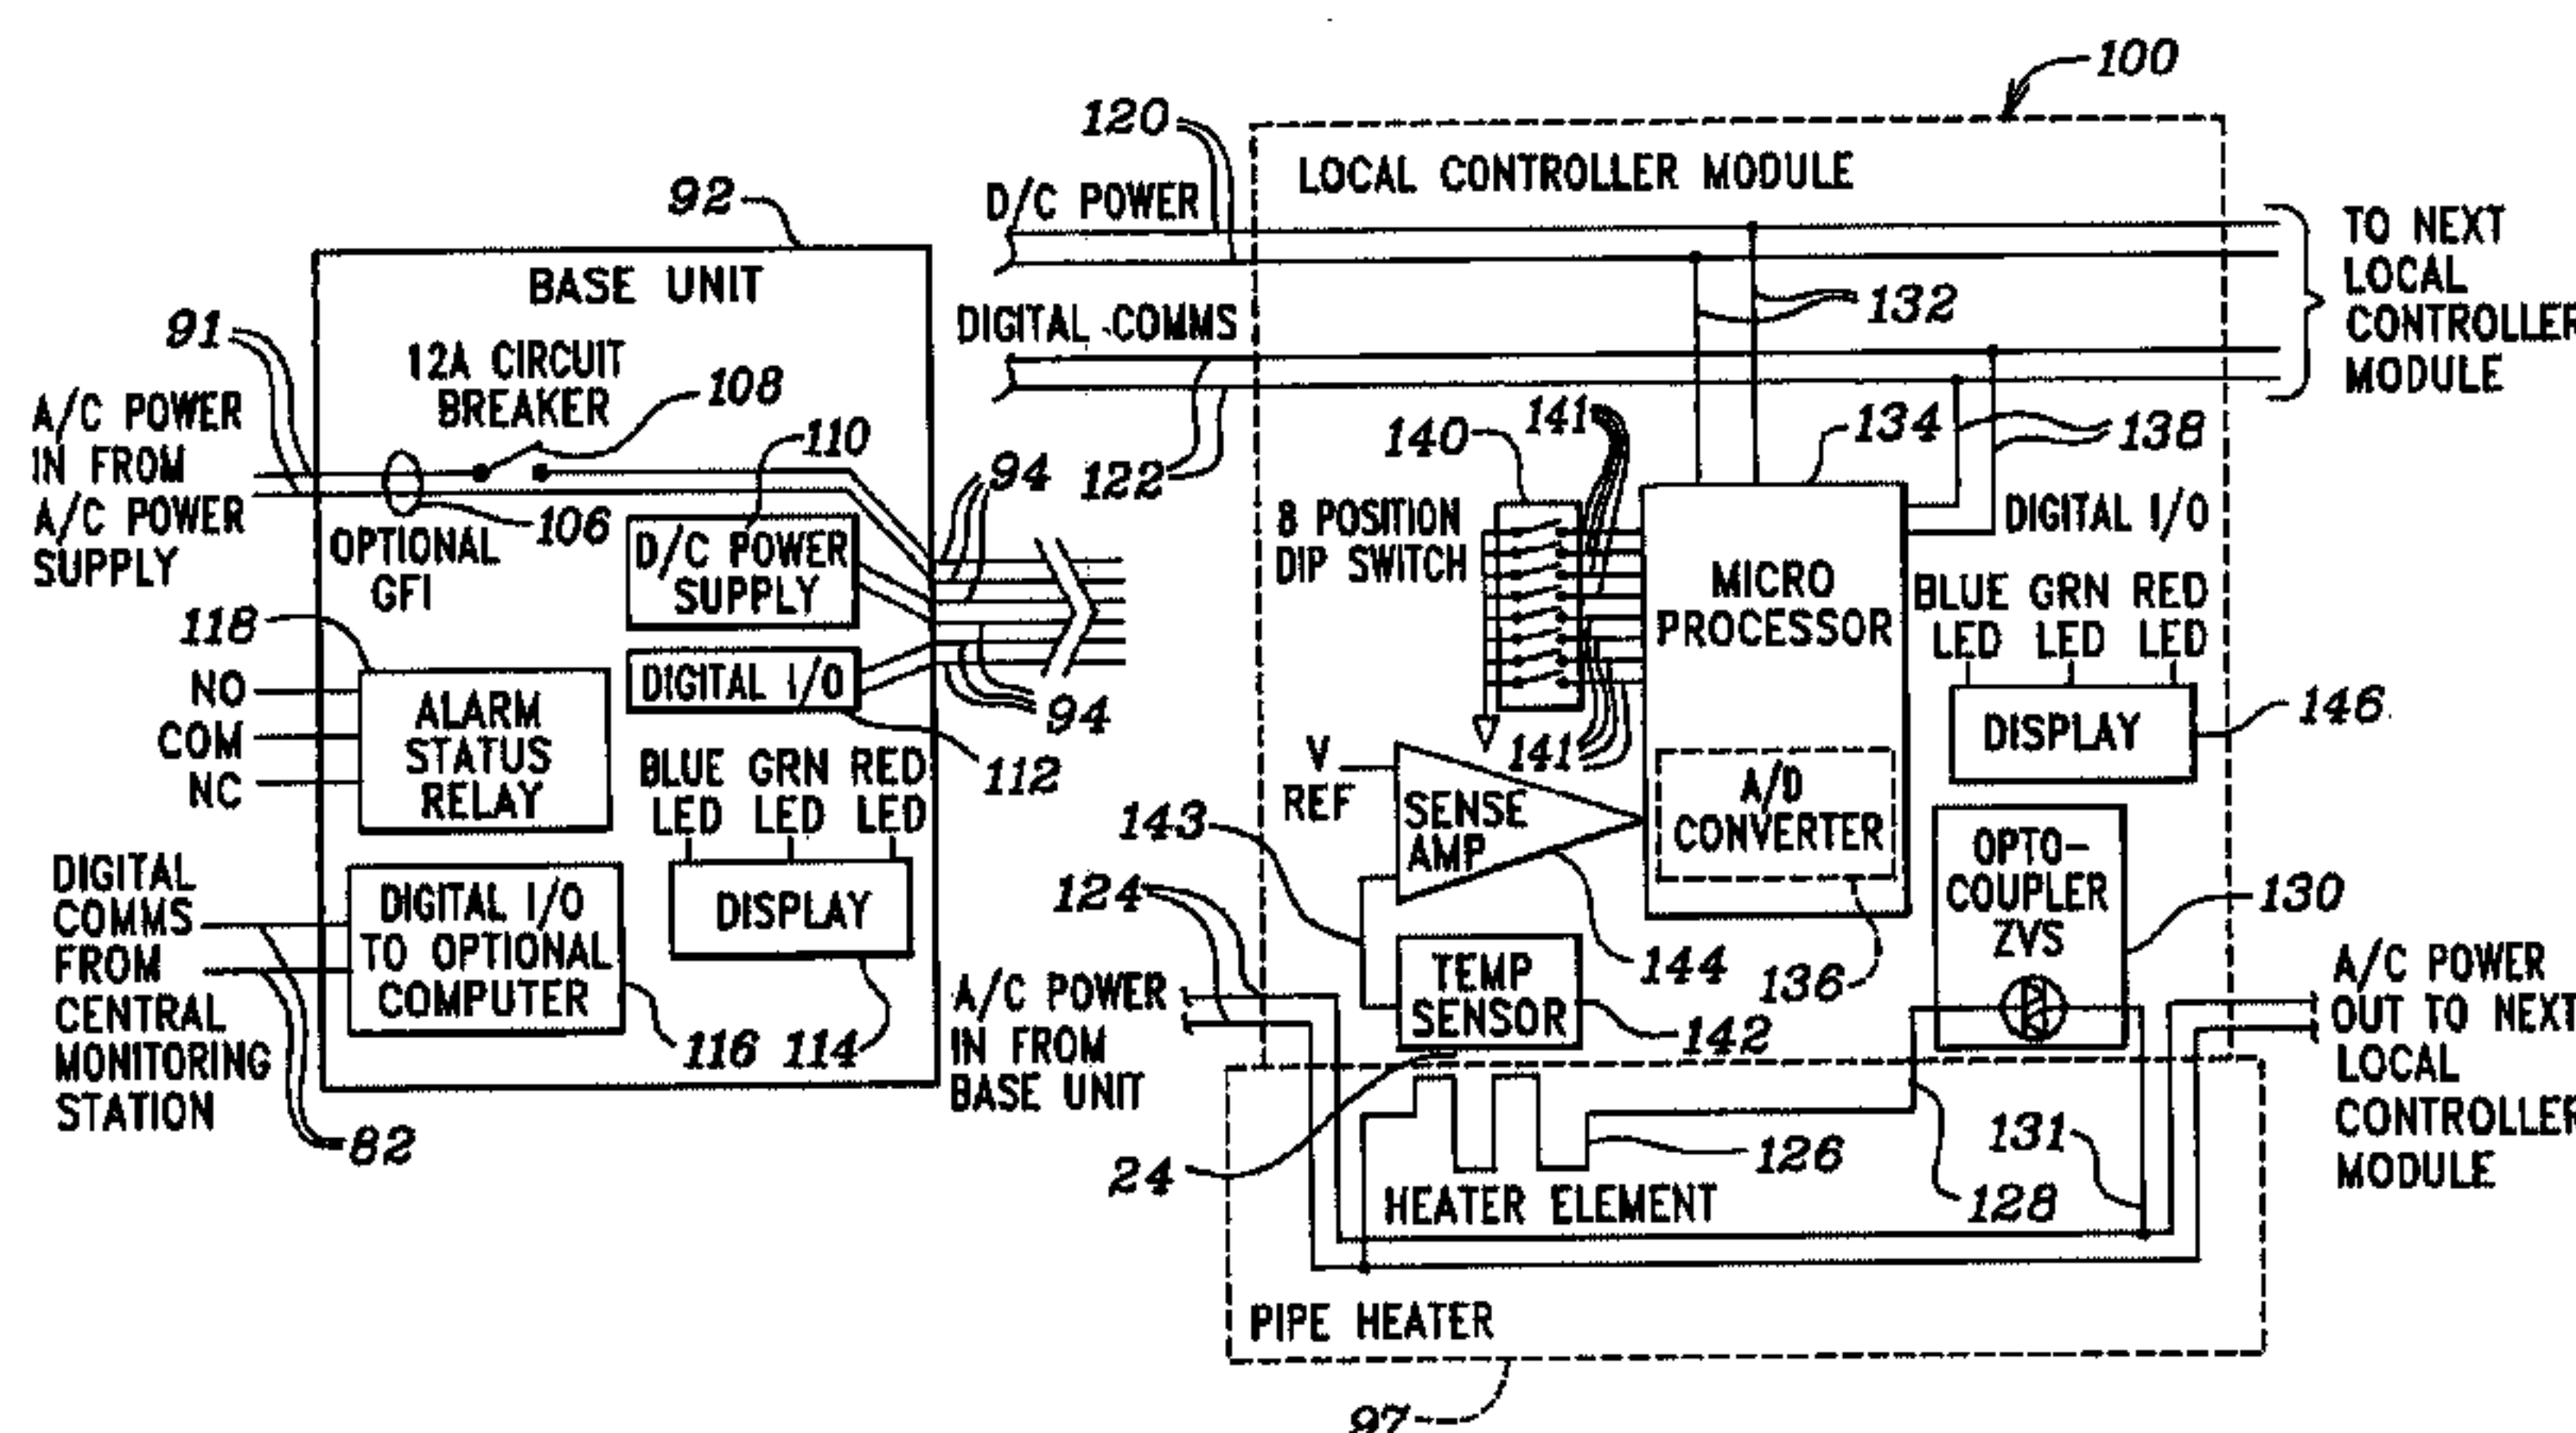 100
120
LOCAL CONTROLLER MODULE
92
D/C POWER
TO NEXT
LOCAL
CONTROLLER
MODULE
BASE UNIT
132
DIGITAL COMMS
91
12A CIRCUIT
BREAKER
108
A/C POWER
IN FROM
A/C POWER
SUPPLY
110
94
122
140
141
134
138
106
OPTIONAL
GFI
D/C POWER
SUPPLY
8 POSITION
DIP SWITCH
MICRO
PROCESSOR
DIGITAL I/O
BLUE GRN RED
LED LED LED
118
NO
COM
NC
ALARM
STATUS
RELAY
DIGITAL I/O
94
112
BLUE GRN RED
LED LED LED
DISPLAY
146
V
REF
141
SENSE
AMP
A/D
CONVERTER
143
124
144
136
OPTO-
COUPLER
ZVS
130
DIGITAL
COMMS
FROM
CENTRAL
MONITORING
STATION
DIGITAL I/O
TO OPTIONAL
COMPUTER
DISPLAY
116
114
82
A/C POWER
IN FROM
BASE UNIT
TEMP
SENSOR
142
A/C POWER
OUT TO NEXT
LOCAL
CONTROLLER
MODULE
24
126
HEATER ELEMENT
128
131
PIPE HEATER
97